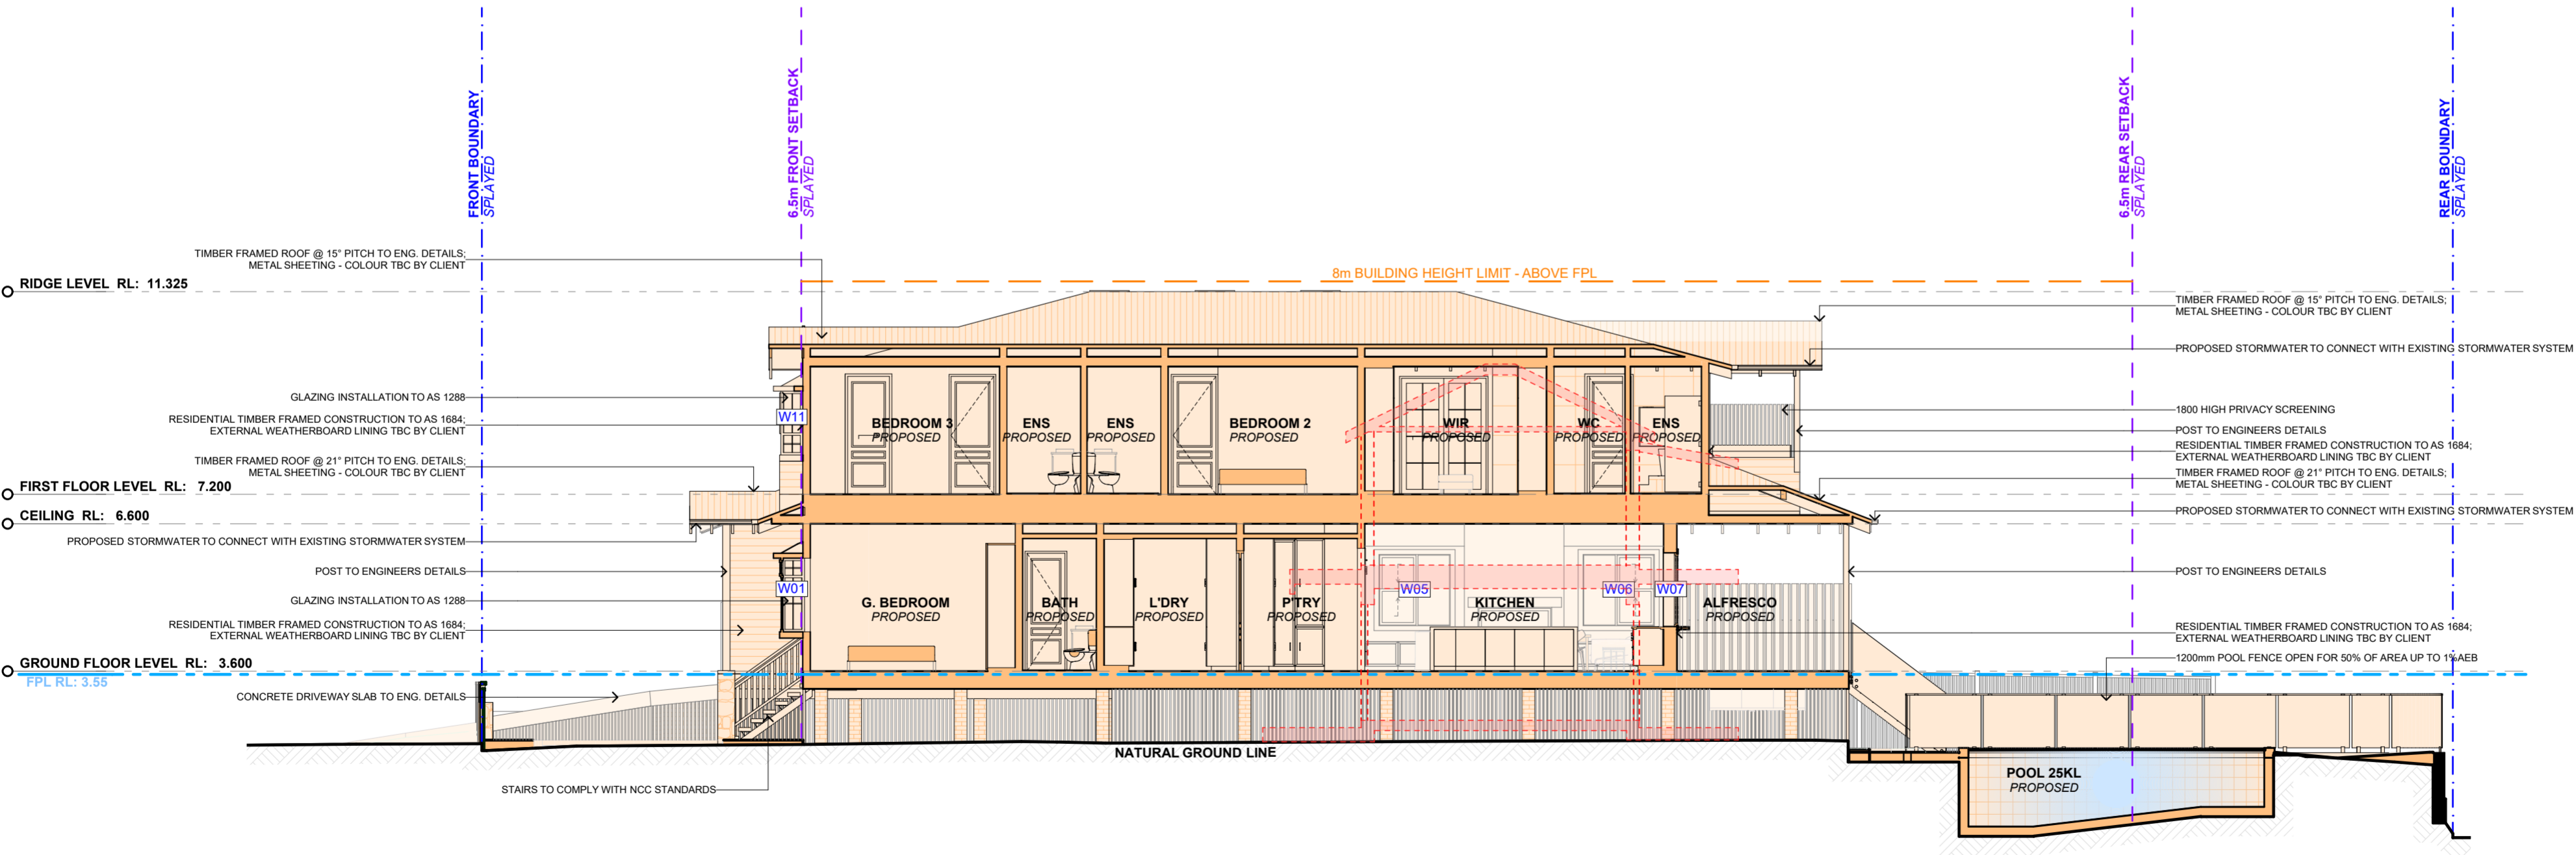 FRONT BOUNDARY
SPLAYED
6.5m FRONT SETBACK
SPLAYED
6.5m REAR SETBACK
SPLAYED
REAR BOUNDARY
SPLAYED
TIMBER FRAMED ROOF @ 15° PITCH TO ENG. DETAILS;
METAL SHEETING - COLOUR TBC BY CLIENT
RIDGE LEVEL RL: 11.325
8m BUILDING HEIGHT LIMIT - ABOVE FPL
TIMBER FRAMED ROOF @ 15° PITCH TO ENG. DETAILS;
METAL SHEETING - COLOUR TBC BY CLIENT
PROPOSED STORMWATER TO CONNECT WITH EXISTING STORMWATER SYSTEM
GLAZING INSTALLATION TO AS 1288
RESIDENTIAL TIMBER FRAMED CONSTRUCTION TO AS 1684;
EXTERNAL WEATHERBOARD LINING TBC BY CLIENT
TIMBER FRAMED ROOF @ 21° PITCH TO ENG. DETAILS;
METAL SHEETING - COLOUR TBC BY CLIENT
W11
BEDROOM 3
PROPOSED
ENS
PROPOSED
ENS
PROPOSED
BEDROOM 2
PROPOSED
WIR
PROPOSED
WC
PROPOSED
ENS
PROPOSED
1800 HIGH PRIVACY SCREENING
POST TO ENGINEERS DETAILS
RESIDENTIAL TIMBER FRAMED CONSTRUCTION TO AS 1684;
EXTERNAL WEATHERBOARD LINING TBC BY CLIENT
TIMBER FRAMED ROOF @ 21° PITCH TO ENG. DETAILS;
METAL SHEETING - COLOUR TBC BY CLIENT
PROPOSED STORMWATER TO CONNECT WITH EXISTING STORMWATER SYSTEM
FIRST FLOOR LEVEL RL: 7.200
CEILING RL: 6.600
PROPOSED STORMWATER TO CONNECT WITH EXISTING STORMWATER SYSTEM
POST TO ENGINEERS DETAILS
GLAZING INSTALLATION TO AS 1288
RESIDENTIAL TIMBER FRAMED CONSTRUCTION TO AS 1684;
EXTERNAL WEATHERBOARD LINING TBC BY CLIENT
W01
G. BEDROOM
PROPOSED
BATH
PROPOSED
L'DRY
PROPOSED
P'TRY
PROPOSED
W05
KITCHEN
PROPOSED
W06
W07
ALFRESCO
PROPOSED
POST TO ENGINEERS DETAILS
RESIDENTIAL TIMBER FRAMED CONSTRUCTION TO AS 1684;
EXTERNAL WEATHERBOARD LINING TBC BY CLIENT
1200mm POOL FENCE OPEN FOR 50% OF AREA UP TO 1%AEB
GROUND FLOOR LEVEL RL: 3.600
FPL RL: 3.55
CONCRETE DRIVEWAY SLAB TO ENG. DETAILS
NATURAL GROUND LINE
STAIRS TO COMPLY WITH NCC STANDARDS
POOL 25KL
PROPOSED